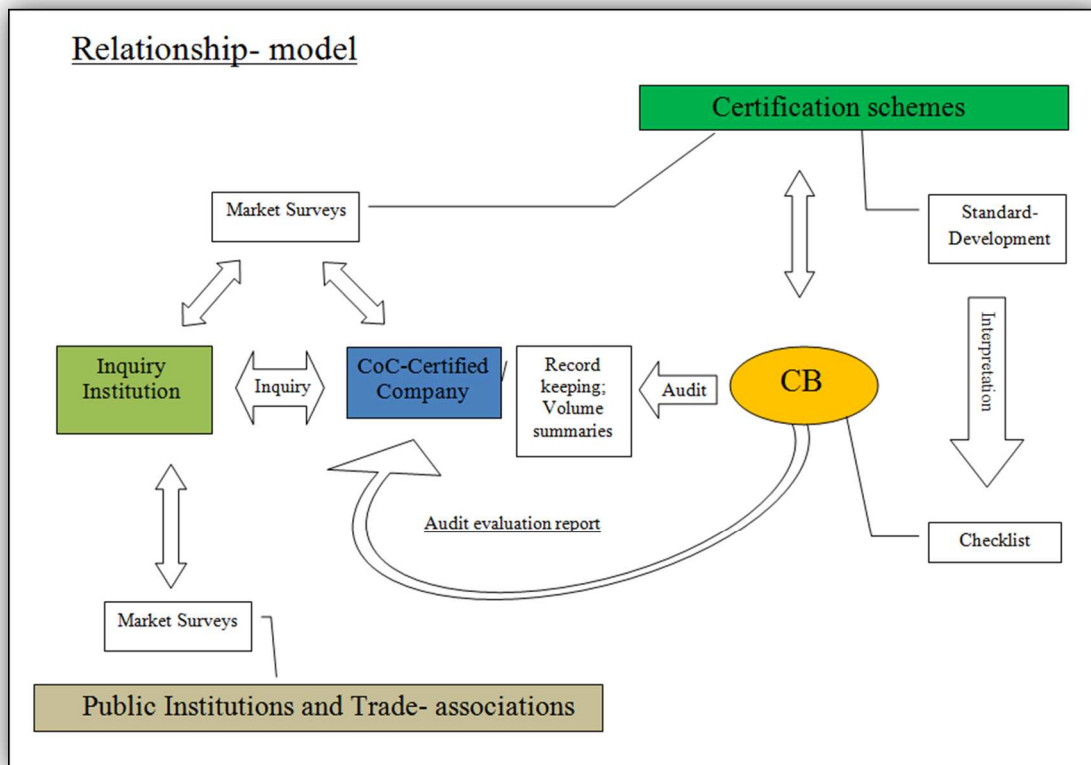 Relationship- model
Certification schemes
Market Surveys
Standard-
Development
Inquiry
Institution
Inquiry
CoC-Certified
Company
Record
keeping;
Volume
summaries
Audit
CB
Interpretation
Audit evaluation report
Checklist
Market Surveys
Public Institutions and Trade- associations